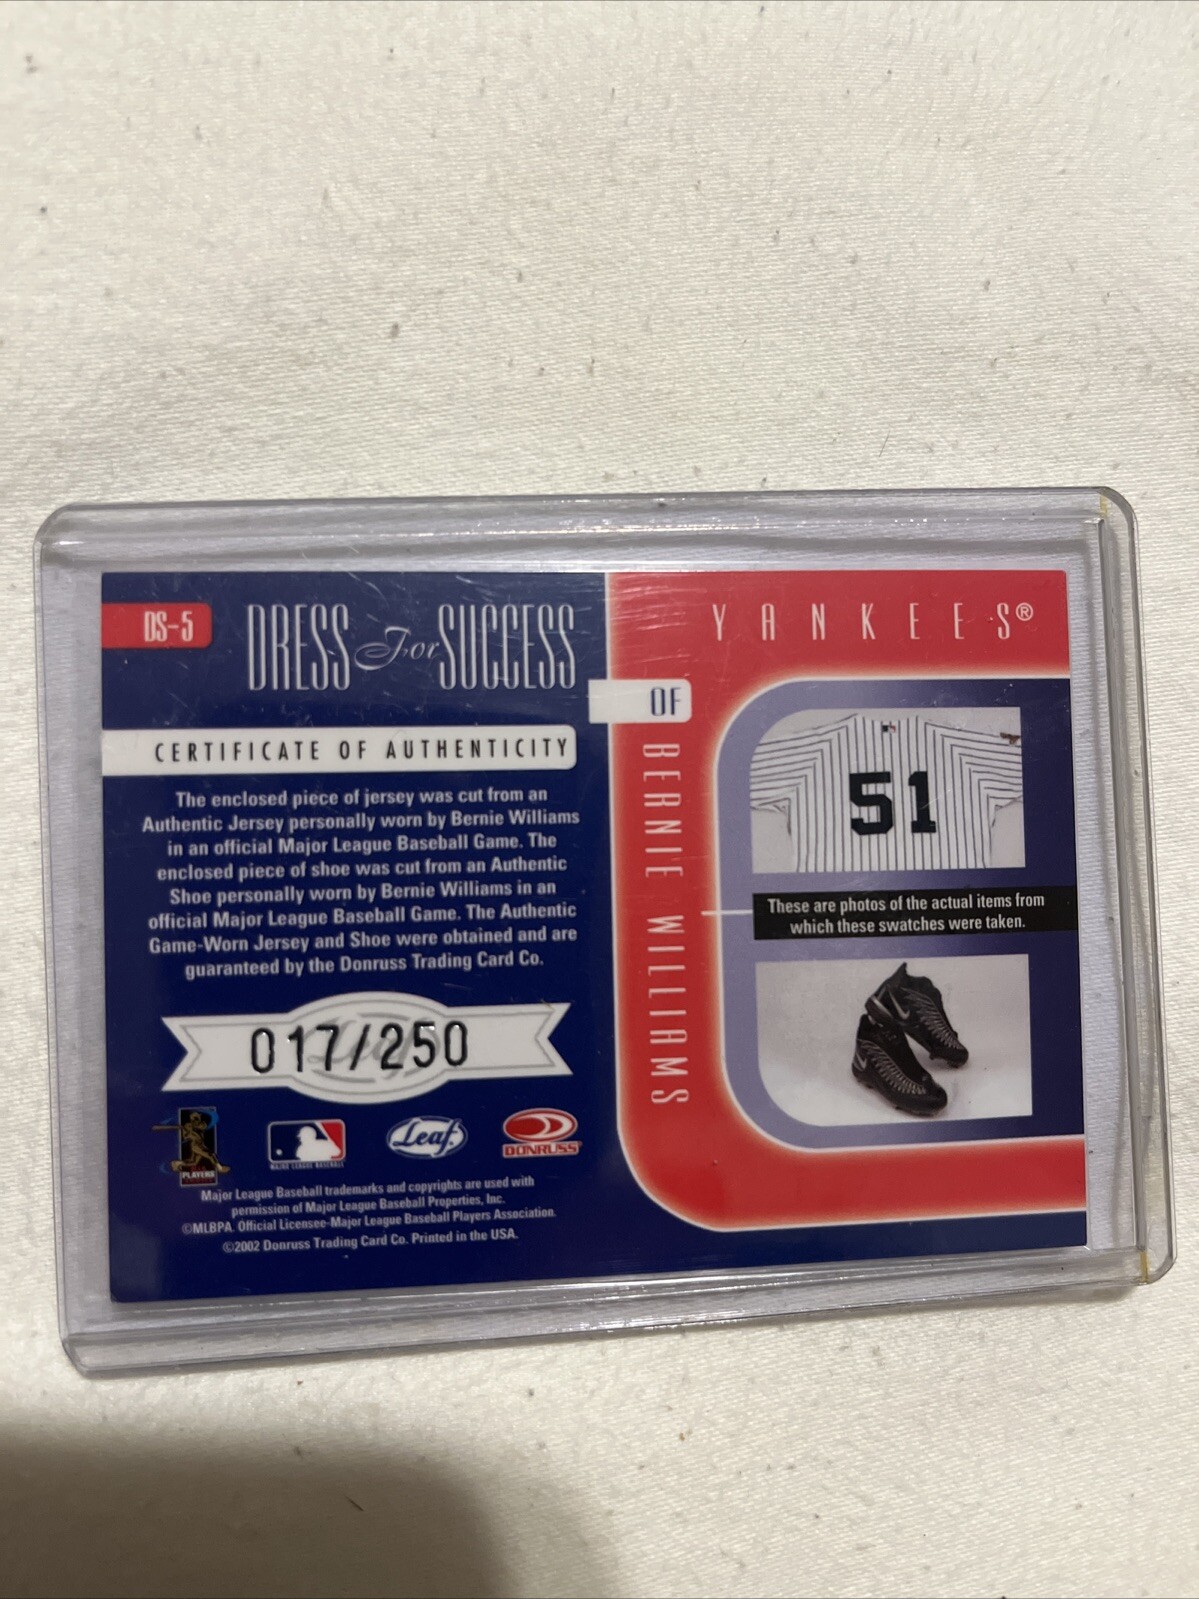 DS-5
DRESS For SUCCESS
CERTIFICATE OF AUTHENTICITY
The enclosed piece of jersey was cut from an
Authentic Jersey personally worn by Bernie Williams
in an official Major League Baseball Game. The
enclosed piece of shoe was cut from an Authentic
Shoe personally worn by Bernie Williams in an
official Major League Baseball Game. The Authentic
Game-Worn Jersey and Shoe were obtained and are
guaranteed by the Donruss Trading Card Co.
017/250
PLAYERS
MAJOR LEAGUE BASEBALL
Leaf
DONRUSS
Major League Baseball trademarks and copyrights are used with
permission of Major League Baseball Properties, Inc.
©MLBPA. Official Licensee-Major League Baseball Players Association.
©2002 Donruss Trading Card Co. Printed in the USA.
YANKEES®
OF
BERNIE WILLIAMS
51
These are photos of the actual items from
which these swatches were taken.